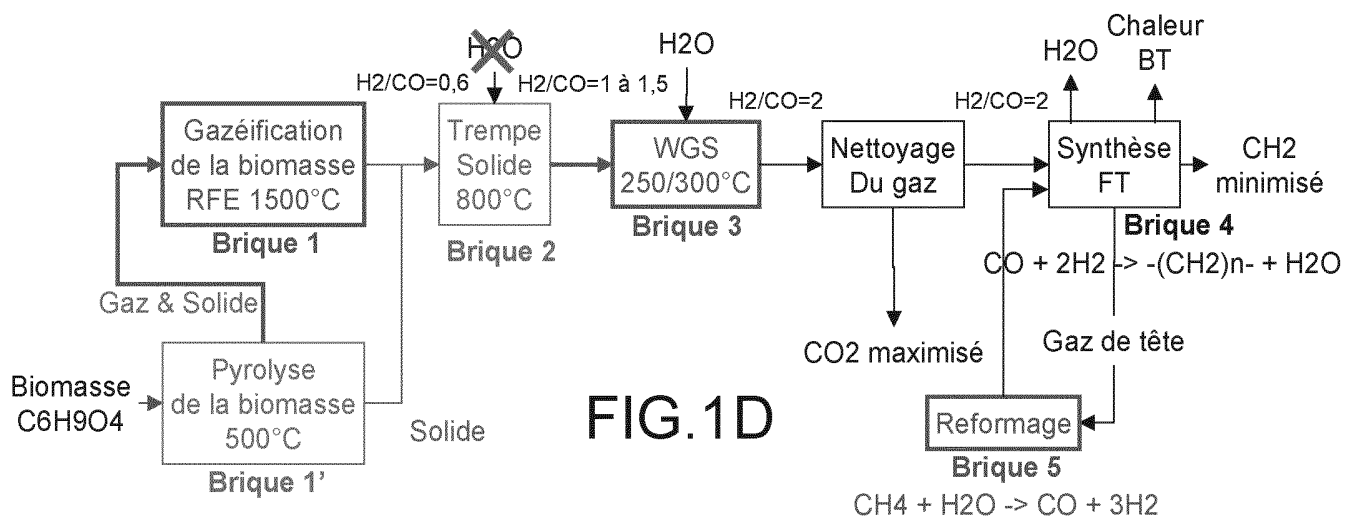 H2O
H2/CO=0,6
H2/CO=1 à 1,5
H2O
H2/CO=2
H2/CO=2
H2O
Chaleur
BT
Gazéification
de la biomasse
RFE 1500°C
Brique 1
Trempe
Solide
800°C
Brique 2
WGS
250/300°C
Brique 3
Nettoyage
Du gaz
Synthèse
FT
Brique 4
CH2
minimisé
CO + 2H2 -> -(CH2)n- + H2O
Gaz & Solide
CO2 maximisé
Gaz de tête
Biomasse
C6H9O4
Pyrolyse
de la biomasse
500°C
Brique 1’
Solide
FIG.1D
Reformage
Brique 5
CH4 + H2O -> CO + 3H2